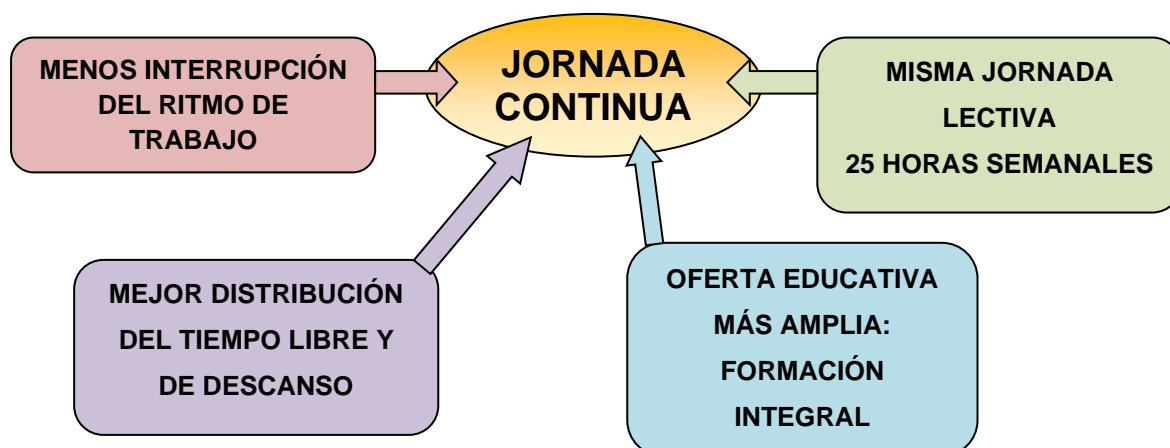 JORNADA
CONTINUA
MENOS INTERRUPCIÓN
DEL RITMO DE
TRABAJO
MISMA JORNADA
LECTIVA
25 HORAS SEMANALES
MEJOR DISTRIBUCIÓN
DEL TIEMPO LIBRE Y
DE DESCANSO
OFERTA EDUCATIVA
MÁS AMPLIA:
FORMACIÓN
INTEGRAL